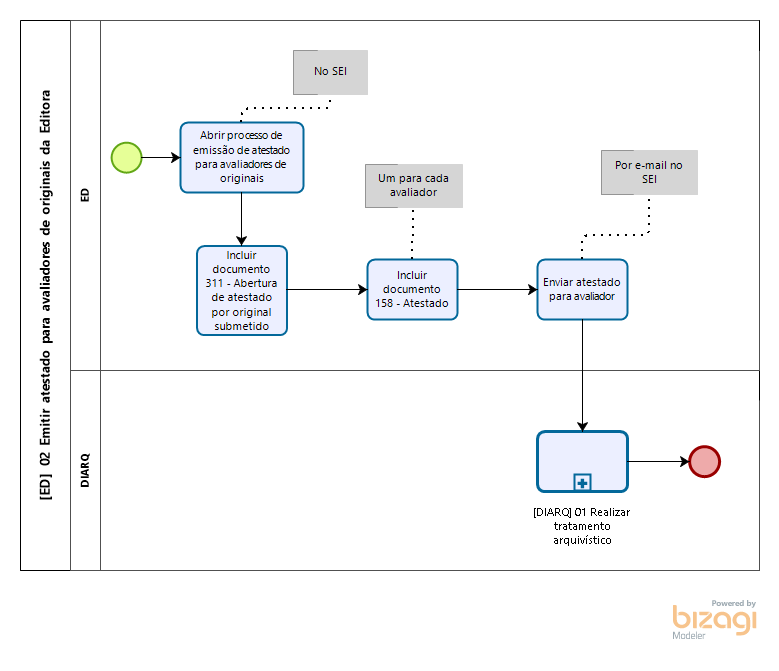 [ED] 02 Emitir atestado para avaliadores de originais da Editora
ED
No SEI
Abrir processo de
emissão de atestado
para avaliadores de
originais
Um para cada
avaliador
Por e-mail no
SEI
Incluir
documento
311 - Abertura
de atestado
por original
submetido
Incluir
documento
158 - Atestado
Enviar atestado
para avaliador
DIARQ
[DIARQ] 01 Realizar
tratamento
arquivístico
Powered by
bizagi
Modeler